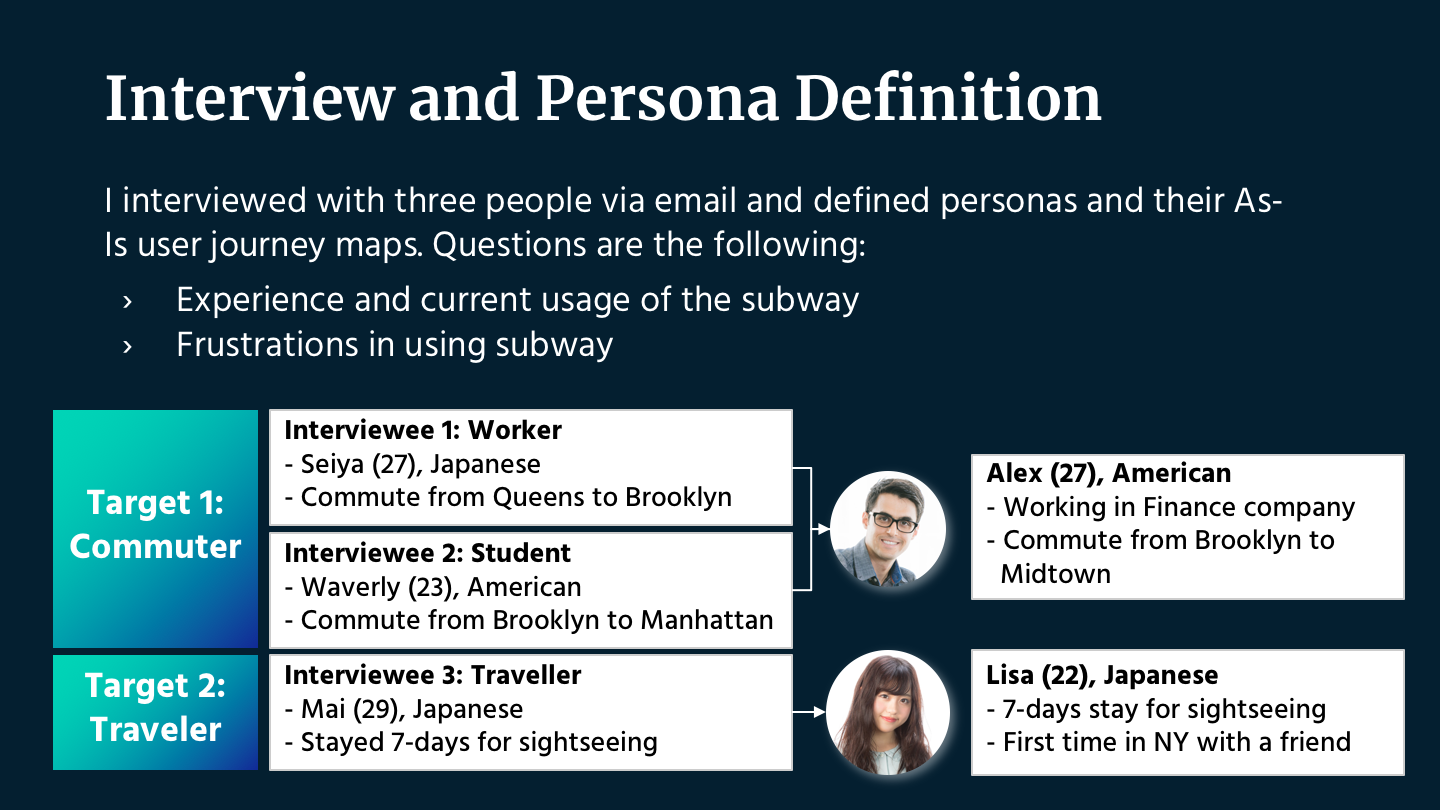 Interview and Persona Definition
I interviewed with three people via email and defined personas and their As-
Is user journey maps. Questions are the following:
› Experience and current usage of the subway
› Frustrations in using subway
Target 1:
Commuter
Interviewee 1: Worker
- Seiya (27), Japanese
- Commute from Queens to Brooklyn
Interviewee 2: Student
- Waverly (23), American
- Commute from Brooklyn to Manhattan
Alex (27), American
- Working in Finance company
- Commute from Brooklyn to
Midtown
Target 2:
Traveler
Interviewee 3: Traveller
- Mai (29), Japanese
- Stayed 7-days for sightseeing
Lisa (22), Japanese
- 7-days stay for sightseeing
- First time in NY with a friend